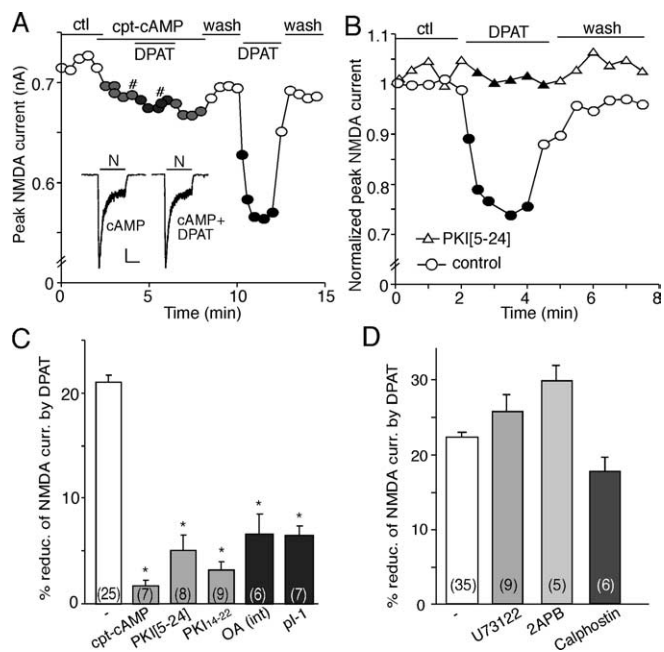 A
ctl cpt-cAMP wash wash
DPAT DPAT
Peak NMDA current (nA)
0.7
0.6
0
# #
N N
cAMP cAMP+
DPAT
0 5 10 15
Time (min)
B
ctl DPAT wash
Normalized peak NMDA current
1.1
1
0.9
0.8
0.7
0
PKI[5-24]
control
0 2 4 6 8
Time (min)
C
% reduc. of NMDA curr. by DPAT
20
10
0
* * * * *
(25) (7) (8) (9) (6) (7)
- cpt-cAMP PKI[5-24] PKI14-22 OA (int) pI-1
D
% reduc. of NMDA curr. by DPAT
30
20
10
0
(35) (9) (5) (6)
- U73122 2APB Calphostin